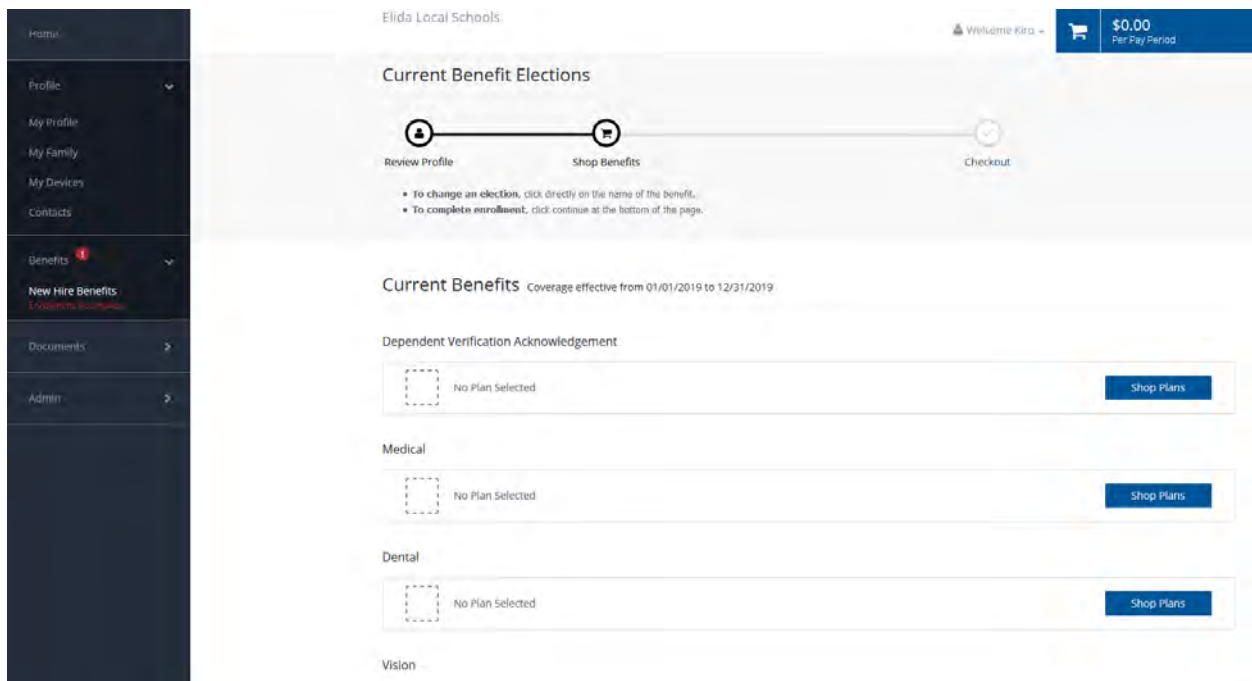 Elida Local Schools
Home
Welcome Kira
$0.00
Per Pay Period
Profile
My Profile
My Family
My Devices
Contacts
Benefits 1
New Hire Benefits
Documents
Admin
Current Benefit Elections
Review Profile
Shop Benefits
Checkout
• To change an election, click directly on the name of the benefit.
• To complete enrollment, click continue at the bottom of the page.
Current Benefits Coverage effective from 01/01/2019 to 12/31/2019
Dependent Verification Acknowledgement
No Plan Selected
Shop Plans
Medical
No Plan Selected
Shop Plans
Dental
No Plan Selected
Shop Plans
Vision